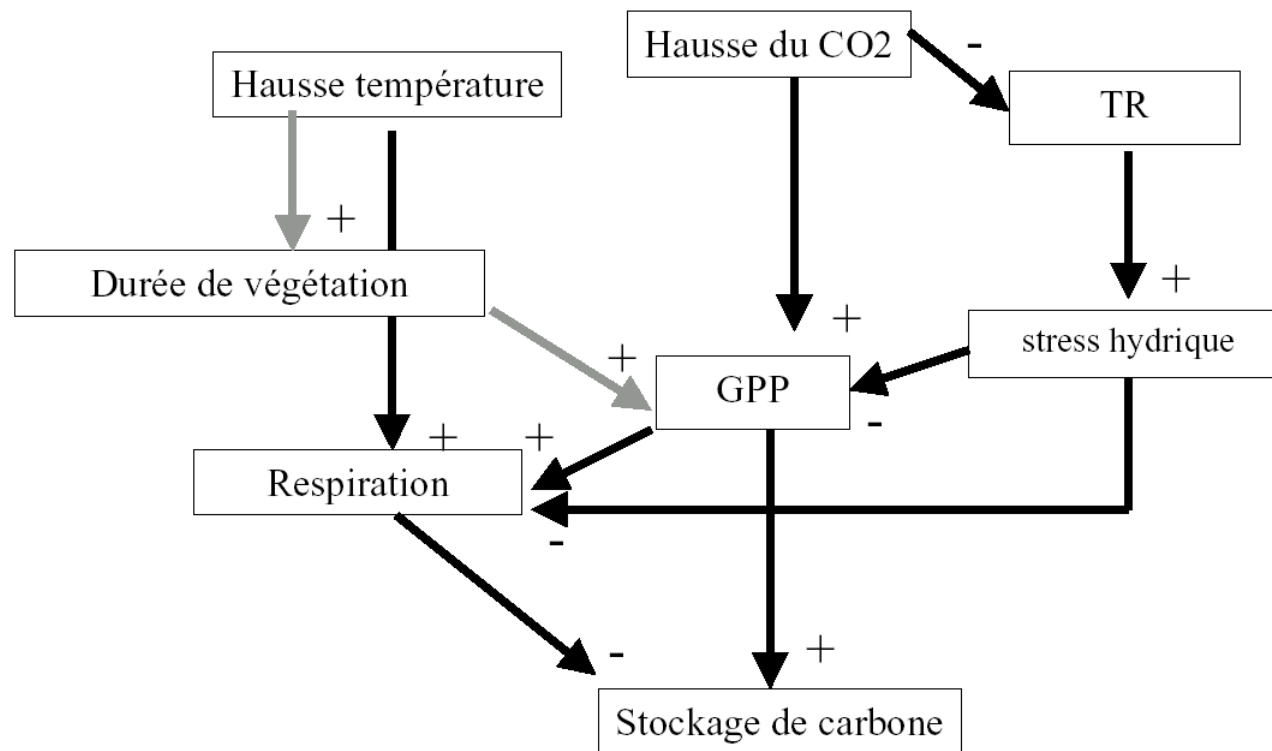 Hausse du CO2
-
Hausse température
TR
+
Durée de végétation
+
+
stress hydrique
+
GPP
-
+
+
Respiration
-
-
+
Stockage de carbone